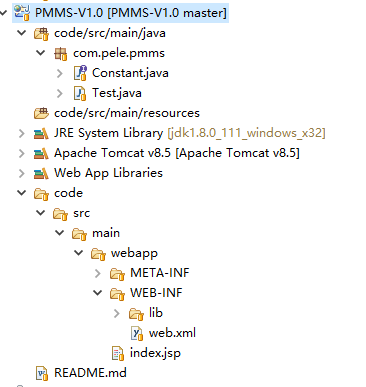 PMMS-V1.0 [PMMS-V1.0 master]
code/src/main/java
com.pele.pmms
Constant.java
Test.java
code/src/main/resources
JRE System Library [jdk1.8.0_111_windows_x32]
Apache Tomcat v8.5 [Apache Tomcat v8.5]
Web App Libraries
code
src
main
webapp
META-INF
WEB-INF
lib
web.xml
index.jsp
README.md